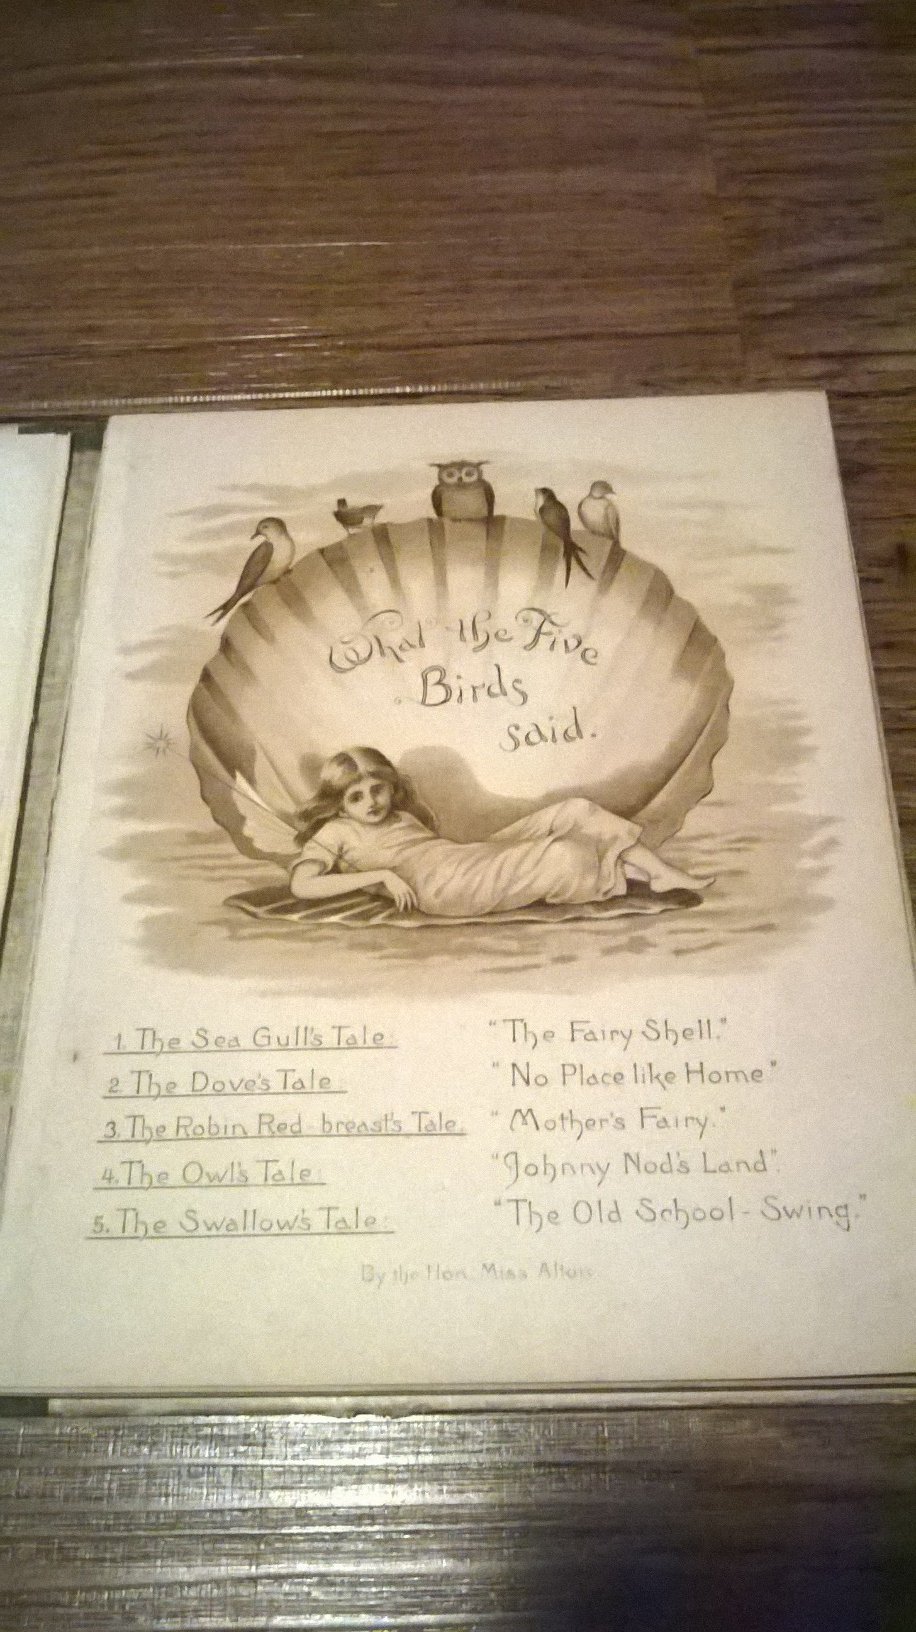 What the Five
Birds
said.
1. The Sea Gull's Tale: "The Fairy Shell."
2. The Dove's Tale "No Place like Home"
3. The Robin Red-breast's Tale. "Mother's Fairy."
4. The Owl's Tale: "Johnny Nod's Land".
5. The Swallow's Tale: "The Old School-Swing."
By the Hon. Miss